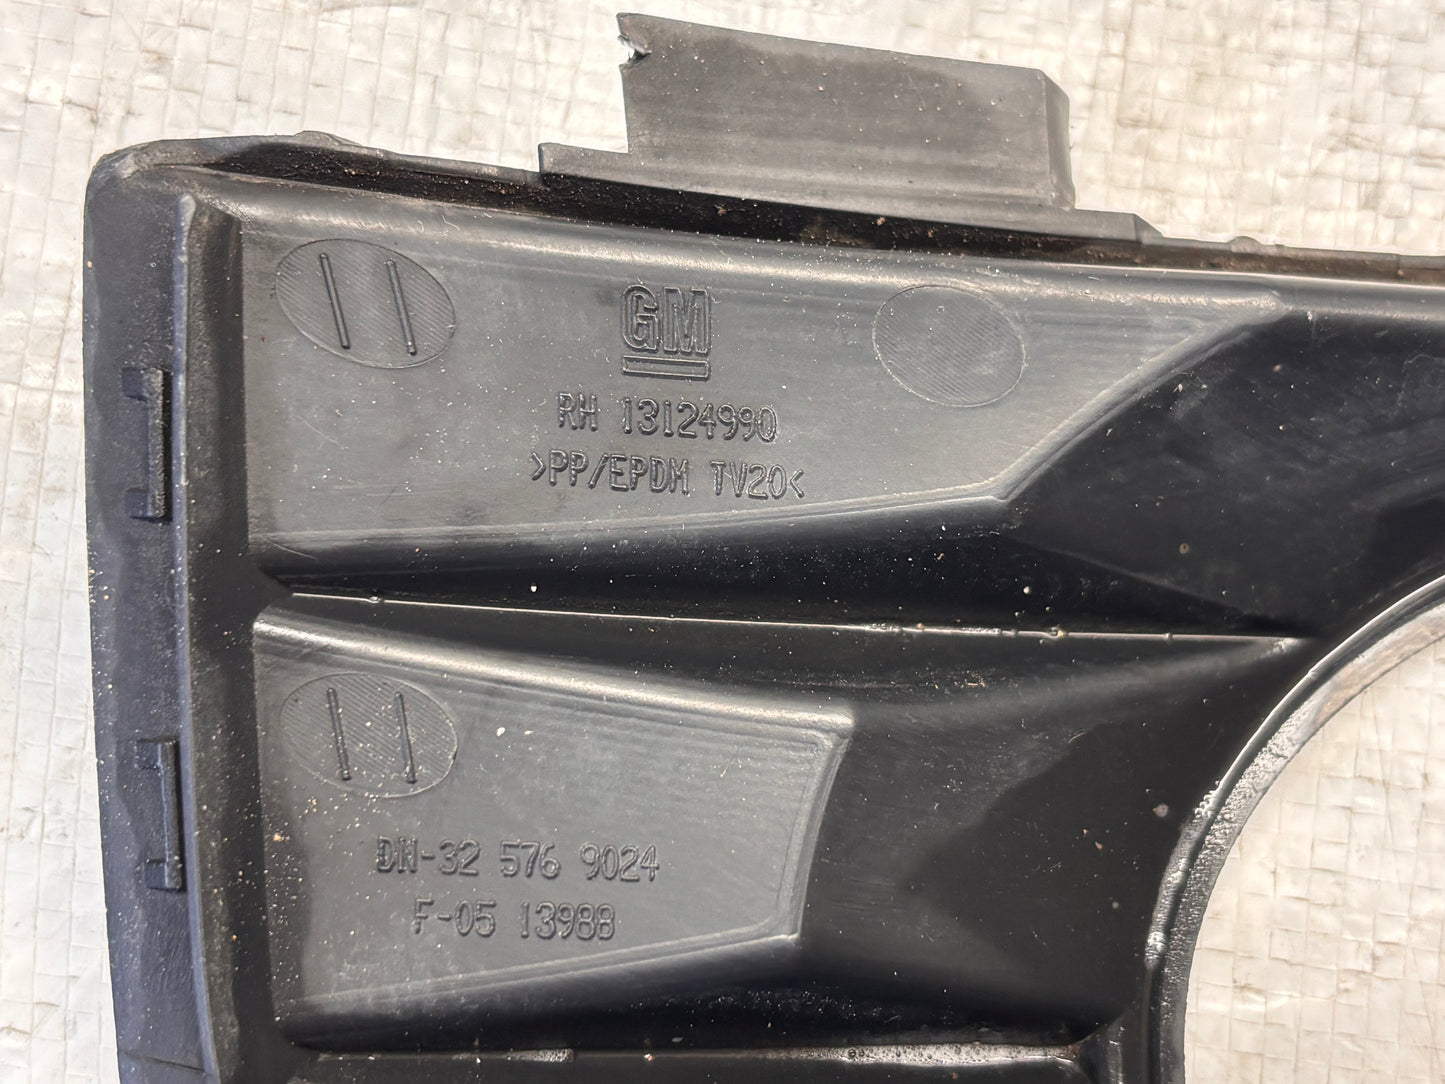 GM
RH 13124990
>PP/EPDM TV20<
DN-32 576 9024
F-05 13988